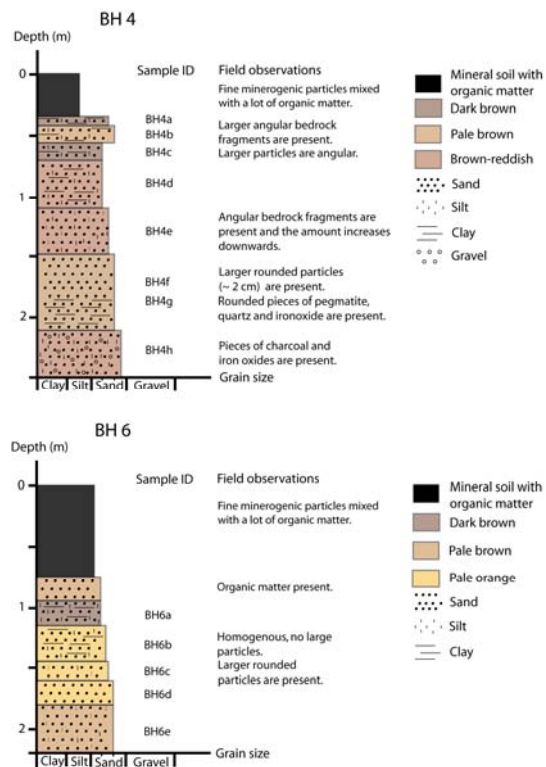 BH 4
Depth (m)
Sample ID
Field observations
0
Fine minerogenic particles mixed
with a lot of organic matter.
BH4a
BH4b
Larger angular bedrock
fragments are present.
BH4c
Larger particles are angular.
BH4d
1
BH4e
Angular bedrock fragments are
present and the amount increases
downwards.
BH4f
Larger rounded particles
(~ 2 cm) are present.
BH4g
Rounded pieces of pegmatite,
quartz and ironoxide are present.
2
BH4h
Pieces of charcoal and
iron oxides are present.
Clay Silt Sand Gravel
Grain size
Mineral soil with
organic matter
Dark brown
Pale brown
Brown-reddish
Sand
Silt
Clay
Gravel
BH 6
Depth (m)
Sample ID
Field observations
0
Fine minerogenic particles mixed
with a lot of organic matter.
Organic matter present.
1
BH6a
BH6b
Homogenous, no large
particles.
BH6c
Larger rounded
particles are present.
BH6d
2
BH6e
Clay Silt Sand Gravel
Grain size
Mineral soil with
organic matter
Dark brown
Pale brown
Pale orange
Sand
Silt
Clay